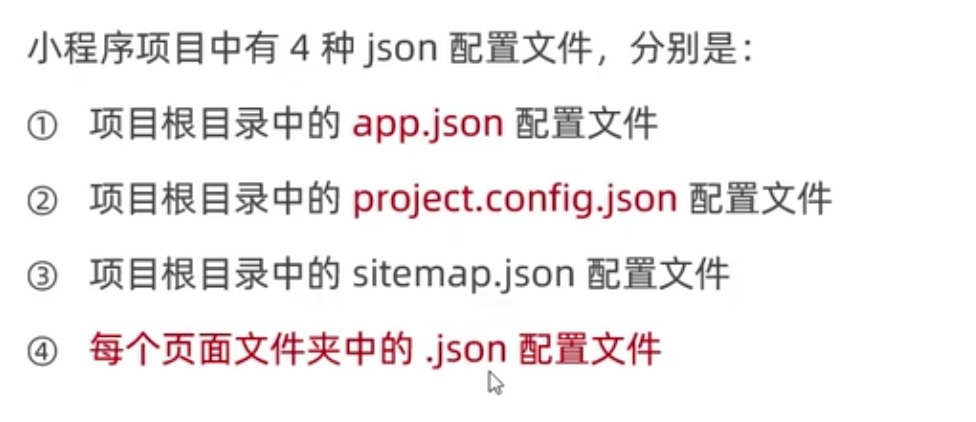 小程序项目中有 4 种 json 配置文件，分别是：
① 项目根目录中的 app.json 配置文件
② 项目根目录中的 project.config.json 配置文件
③ 项目根目录中的 sitemap.json 配置文件
④ 每个页面文件夹中的 .json 配置文件